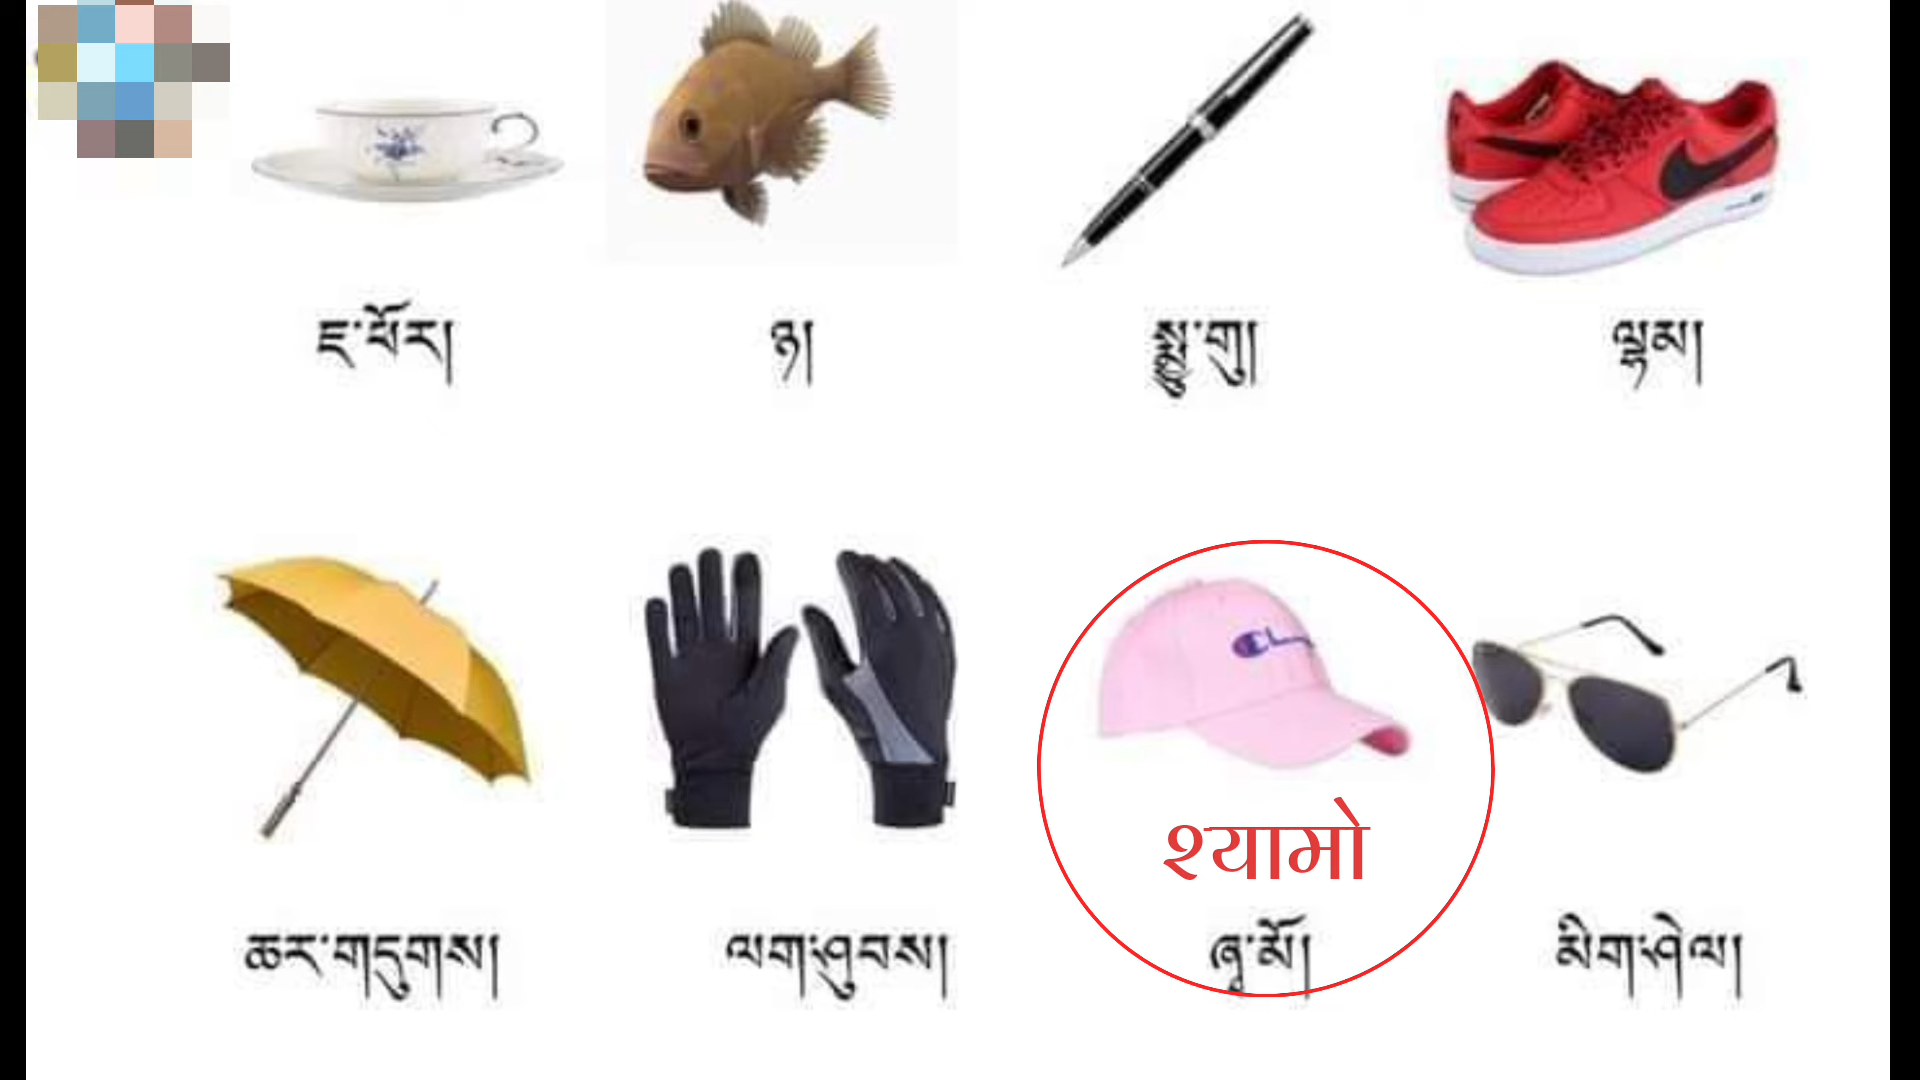 ཇ་ཕོར།
ཉ།
སྨྱུ་གུ།
ལྷམ།
ཆར་གདུགས།
ལག་ཤུབས།
श्यामो
ཞྭ་མོ།
མིག་ཤེལ།